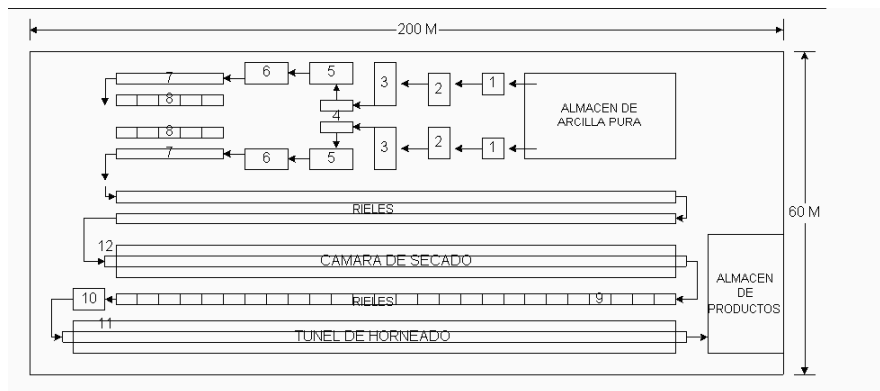 200 M
7
6
5
3
2
1
8
4
ALMACEN DE
ARCILLA PURA
8
7
6
5
3
2
1
RIELES
60 M
12
CAMARA DE SECADO
ALMACEN
DE
PRODUCTOS
10
RIELES
9
11
TUNEL DE HORNEADO